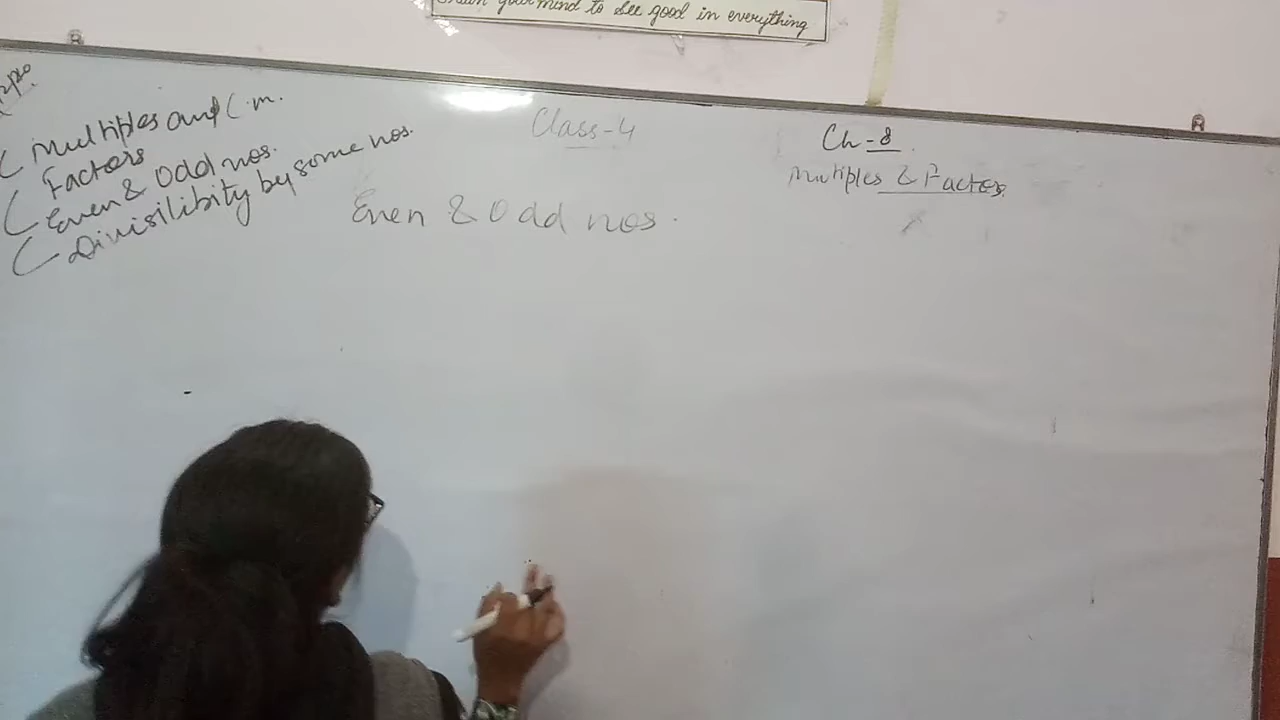 your mind to see good in everything
Multiples and C.m.
Factors
Even & Odd nos.
Divisilibity by some nos.
Class-4
Ch-8.
Multiples & Factors
Even & Odd nos.